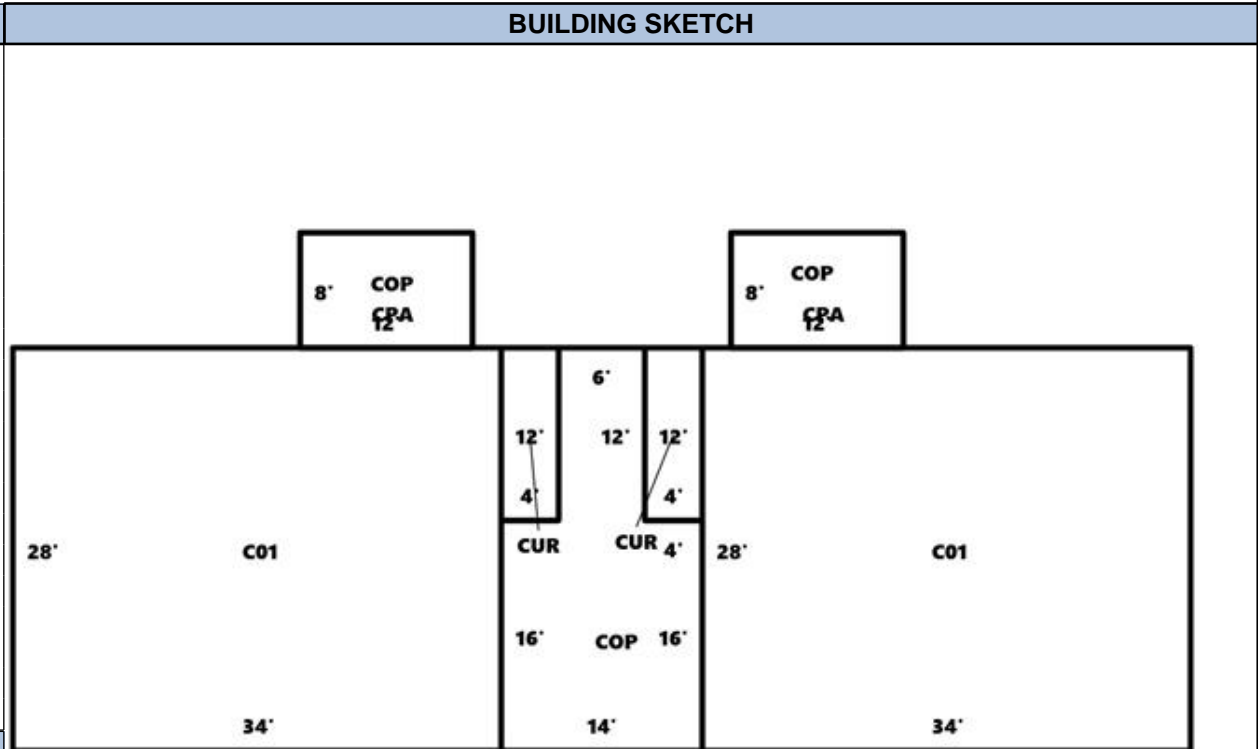 BUILDING SKETCH
8' COP 8' COP
CPA CPA
12' 12'
6'
12' 12' 12'
4' 4'
CUR CUR 4'
28' C01 28' C01
16' COP 16'
34' 14' 34'